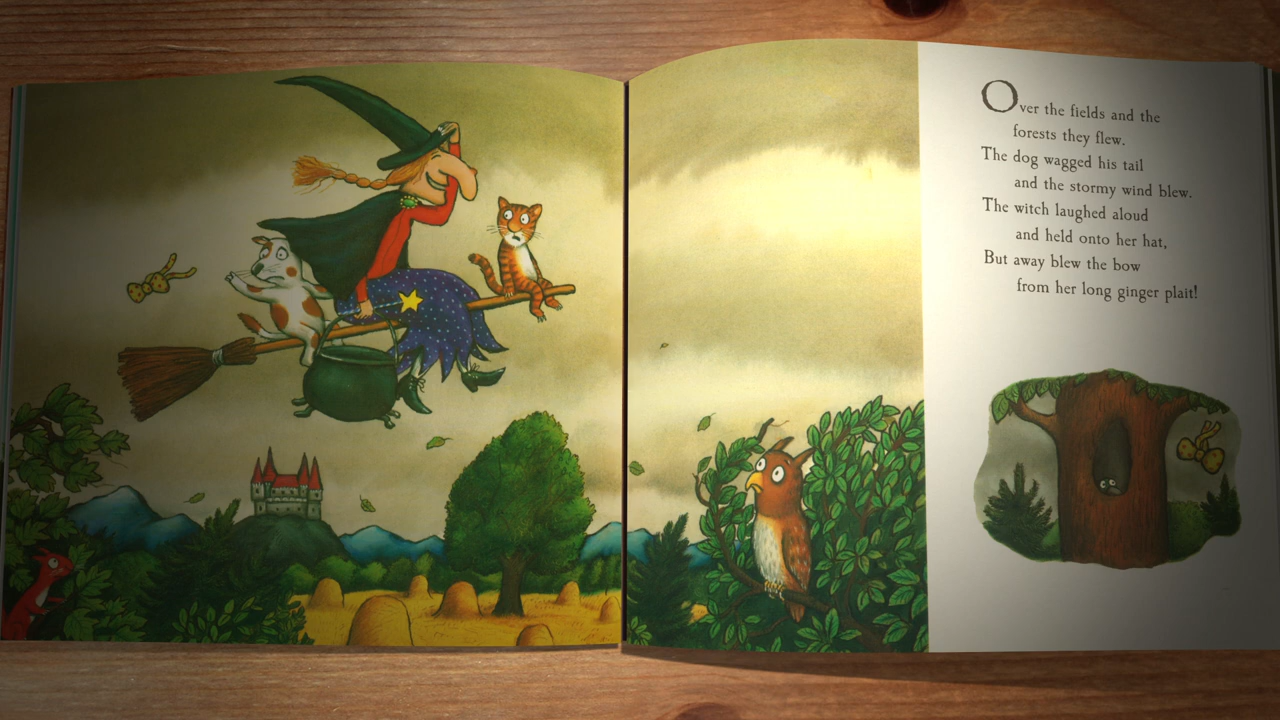 Over the fields and the
forests they flew.
The dog wagged his tail
and the stormy wind blew.
The witch laughed aloud
and held onto her hat,
But away blew the bow
from her long ginger plait!